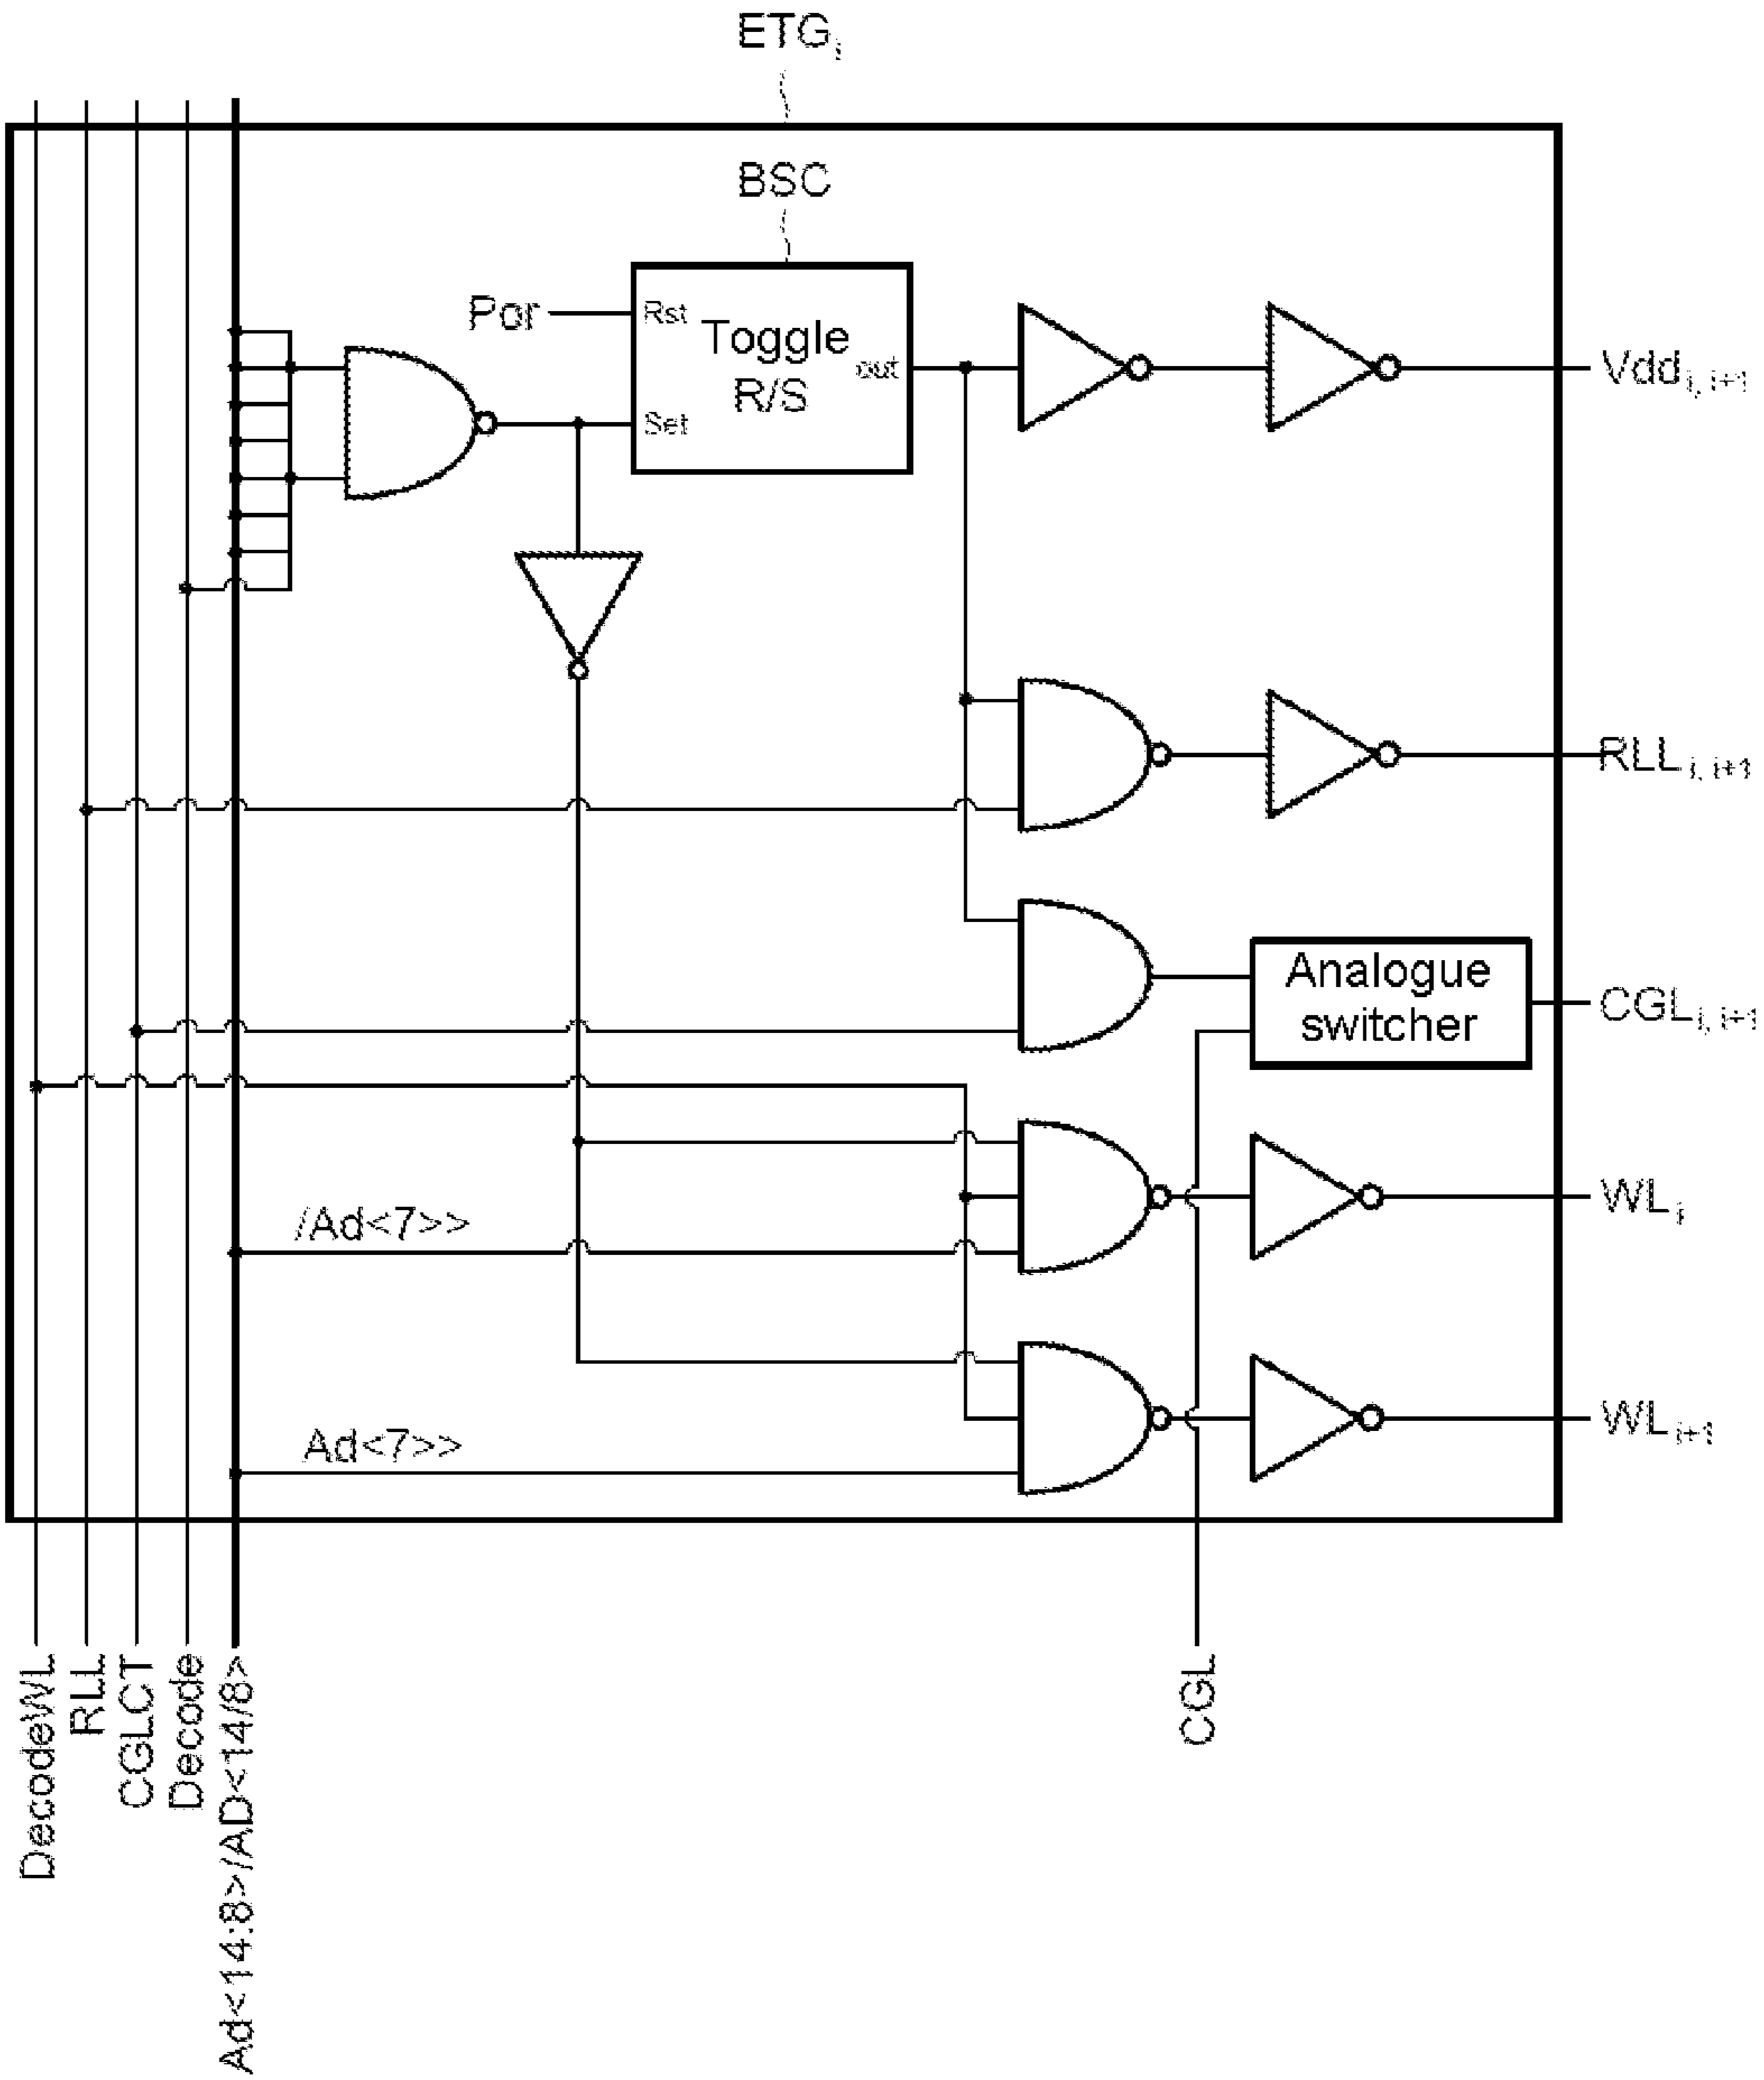 ETGi
BSC
Por
Rst
Toggle
R/S
out
Set
Vddi, i+1
RLLi, i+1
Analogue
switcher
CGLi, i+1
/Ad<7>>
WLi
Ad<7>>
WLi+1
DecodeWL
RLL
CGLCT
Decode
Ad<14:8>/AD<14/8>
CGL